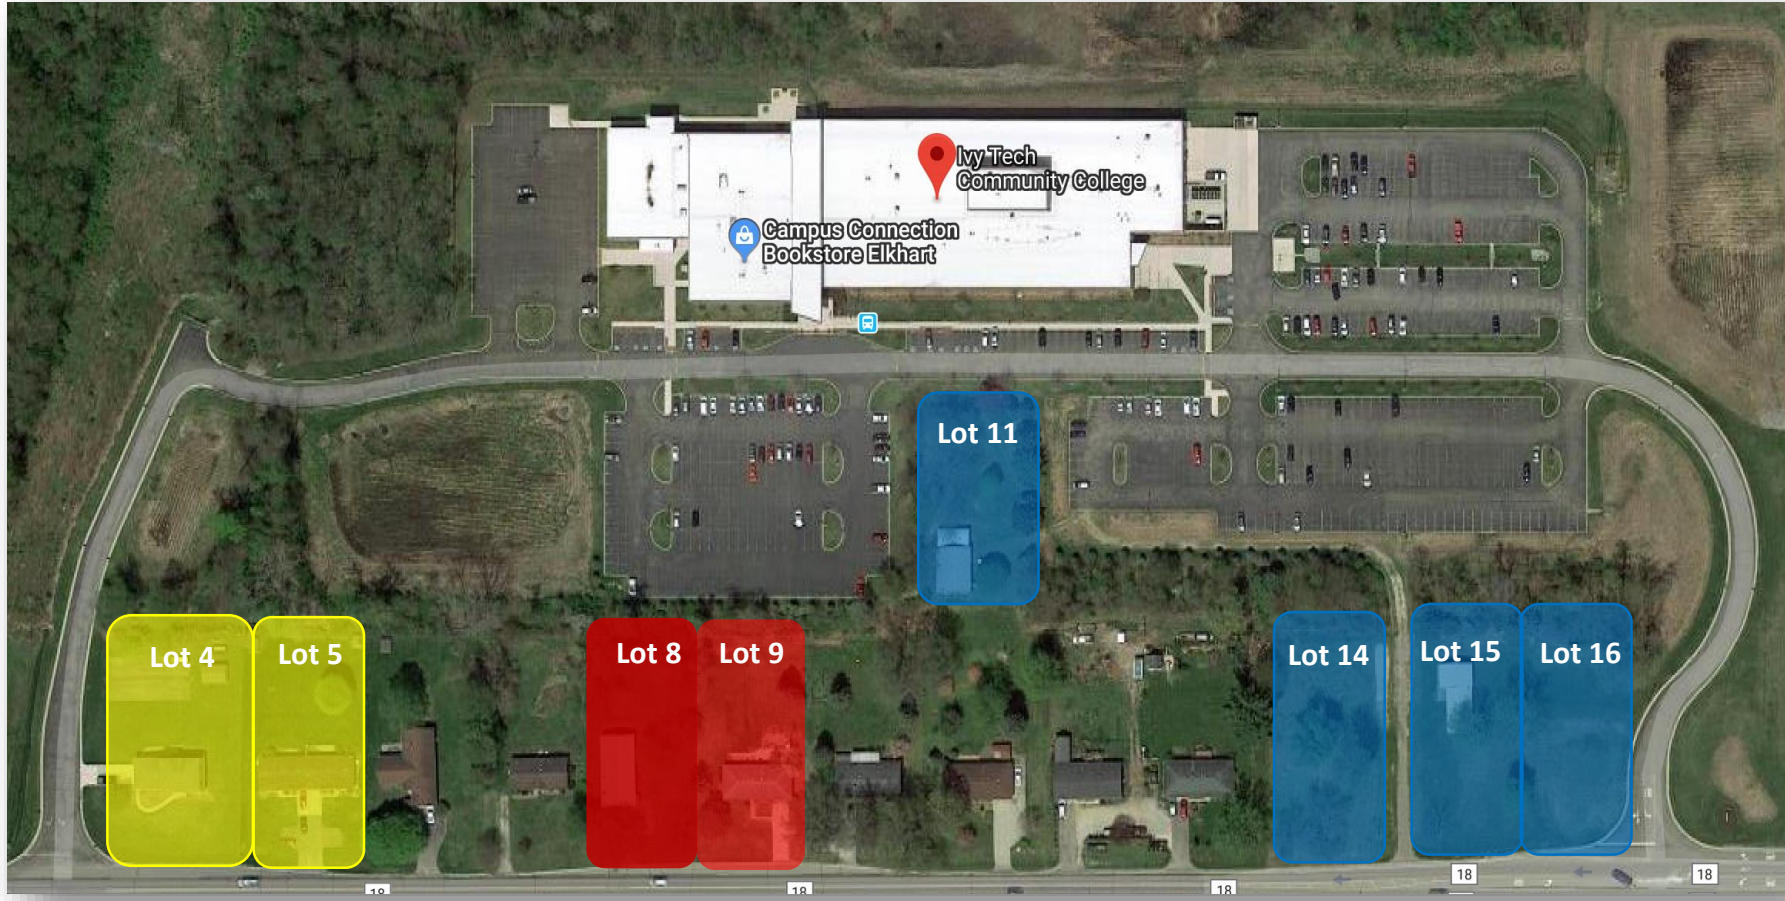 Ivy Tech
Community College
Campus Connection
Bookstore Elkhart
Lot 11
Lot 4
Lot 5
Lot 8
Lot 9
Lot 14
Lot 15
Lot 16
18
18
18
18
18